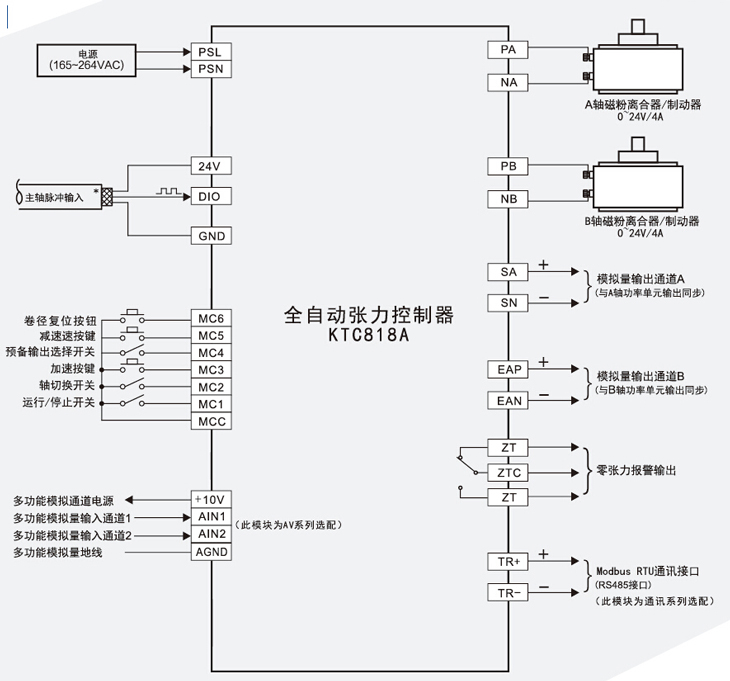 电源
(165~264VAC)
PSL
PSN
主轴脉冲输入
*
24V
DIO
GND
卷径复位按钮
减速速按键
预备输出选择开关
加速按键
轴切换开关
运行/停止开关
MC6
MC5
MC4
MC3
MC2
MC1
MCC
多功能模拟通道电源
多功能模拟量输入通道1
多功能模拟量输入通道2
多功能模拟量地线
+10V
AIN1
AIN2
AGND
(此模块为AV系列选配)
全自动张力控制器
KTC818A
PA
NA
A轴磁粉离合器/制动器
0~24V/4A
PB
NB
B轴磁粉离合器/制动器
0~24V/4A
SA
+
SN
−
模拟量输出通道A
(与A轴功率单元输出同步)
EAP
+
EAN
−
模拟量输出通道B
(与B轴功率单元输出同步)
ZT
ZTC
ZT
零张力报警输出
TR+
+
TR−
−
Modbus RTU通讯接口
(RS485接口)
(此模块为通讯系列选配)